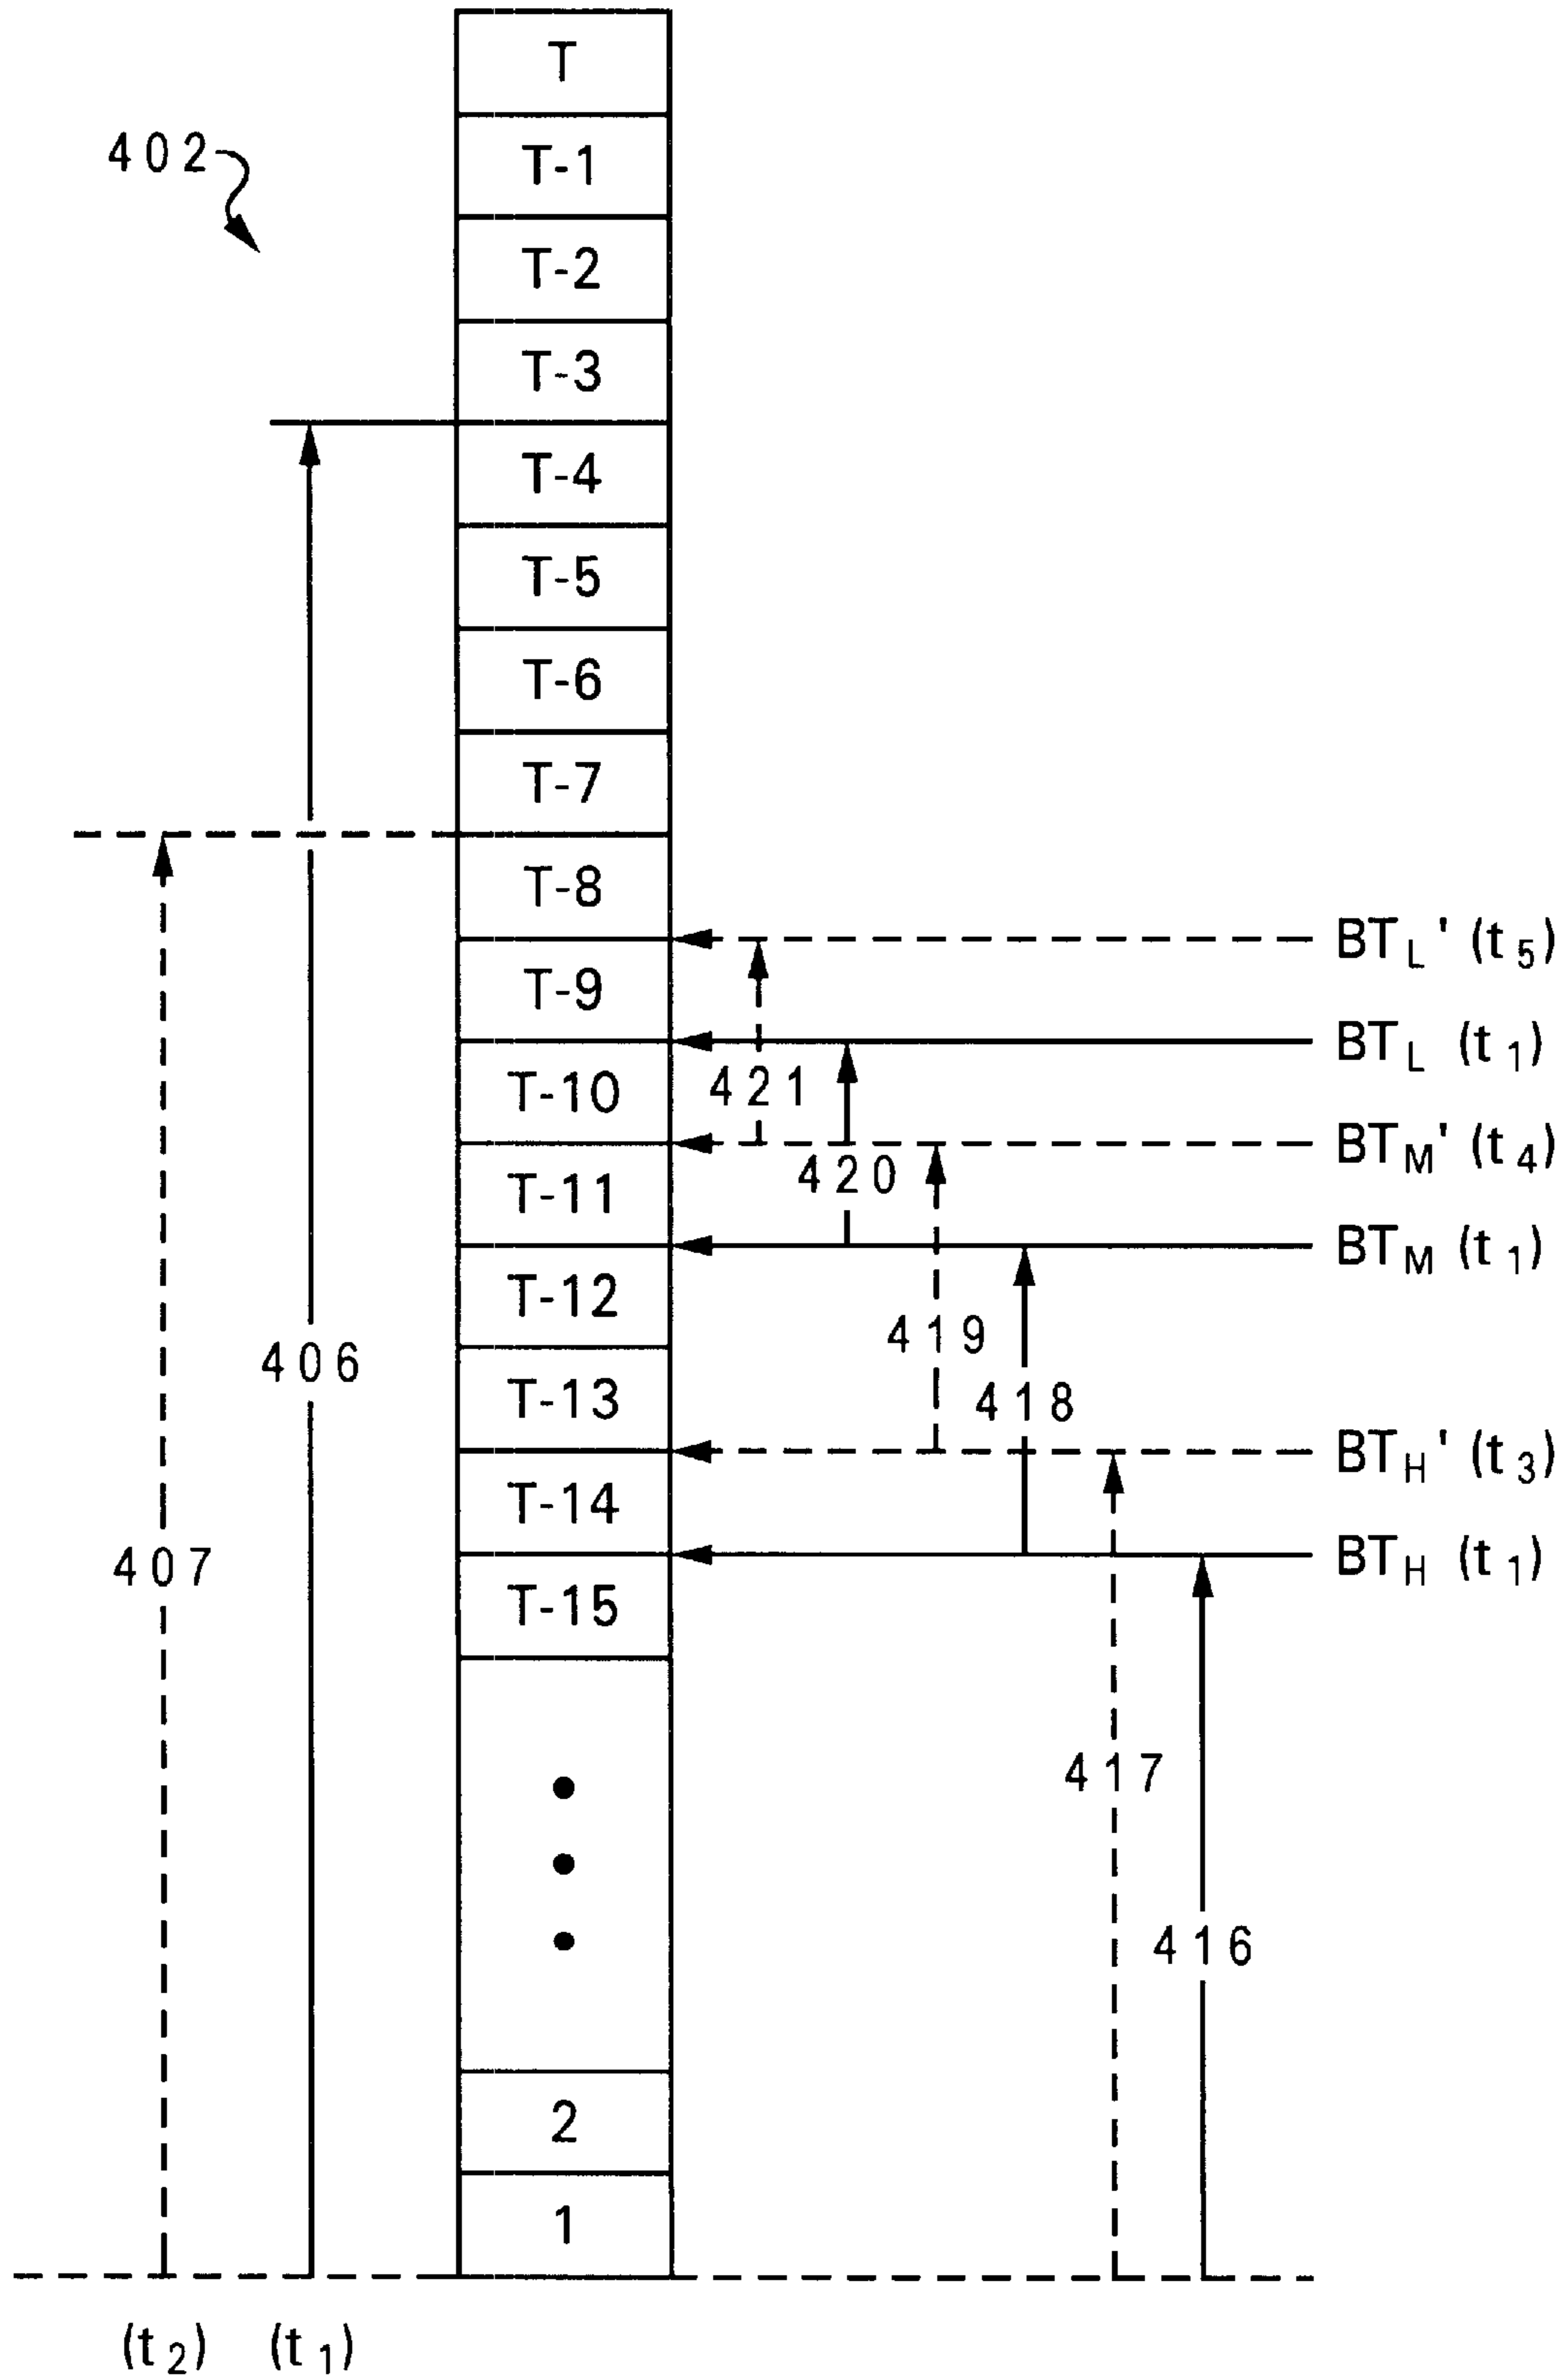 T
402
T-1
T-2
T-3
T-4
T-5
T-6
T-7
T-8
BTL' (t5)
T-9
BTL (t1)
T-10
421
BTM' (t4)
420
T-11
BTM (t1)
T-12
419
406
T-13
418
BTH' (t3)
T-14
BTH (t1)
407
T-15
417
416
2
1
(t2) (t1)